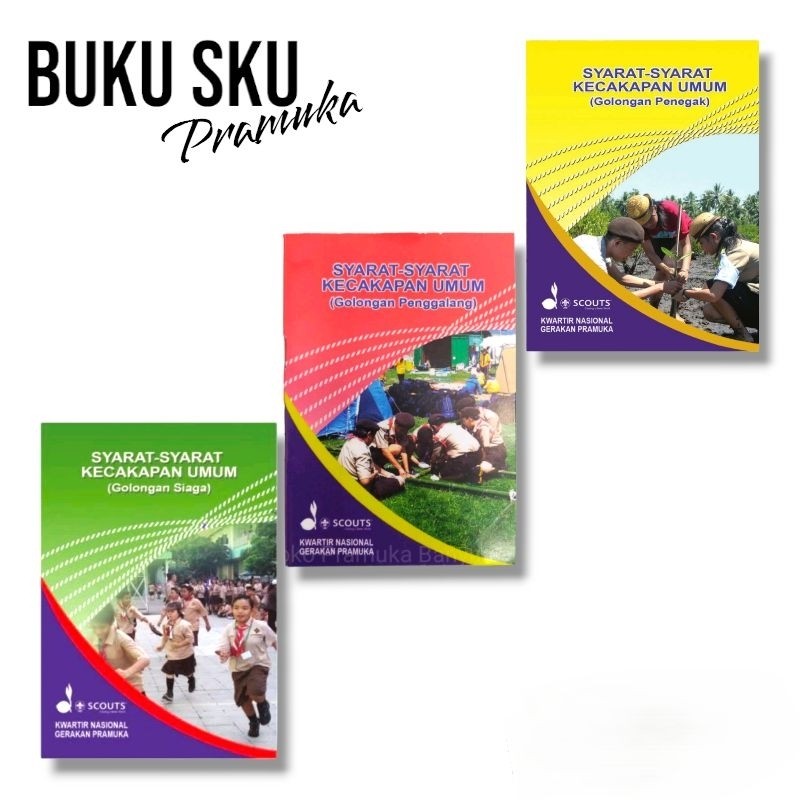 BUKU SKU
Pramuka
SYARAT-SYARAT
KECAKAPAN UMUM
(Golongan Penegak)
SCOUTS
KWARTIR NASIONAL
GERAKAN PRAMUKA
SYARAT-SYARAT
KECAKAPAN UMUM
(Golongan Penggalang)
SCOUTS
KWARTIR NASIONAL
GERAKAN PRAMUKA
Pramuka
SYARAT-SYARAT
KECAKAPAN UMUM
(Golongan Siaga)
SCOUTS
KWARTIR NASIONAL
GERAKAN PRAMUKA